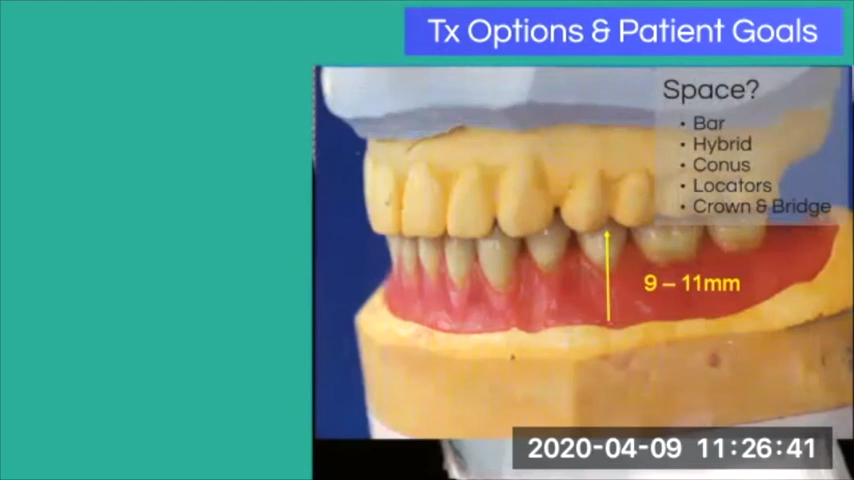 Tx Options & Patient Goals
Space?
• Bar
• Hybrid
• Conus
• Locators
• Crown & Bridge
9 – 11mm
2020-04-09 11:26:41